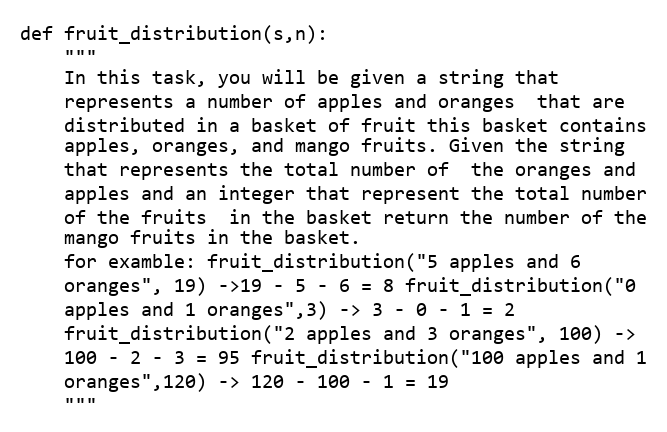 def fruit_distribution(s,n):
"""
In this task, you will be given a string that
represents a number of apples and oranges  that are
distributed in a basket of fruit this basket contains
apples, oranges, and mango fruits. Given the string
that represents the total number of  the oranges and
apples and an integer that represent the total number
of the fruits  in the basket return the number of the
mango fruits in the basket.
for examble: fruit_distribution("5 apples and 6
oranges", 19) ->19 - 5 - 6 = 8 fruit_distribution("0
apples and 1 oranges",3) -> 3 - 0 - 1 = 2
fruit_distribution("2 apples and 3 oranges", 100) ->
100 - 2 - 3 = 95 fruit_distribution("100 apples and 1
oranges",120) -> 120 - 100 - 1 = 19
"""